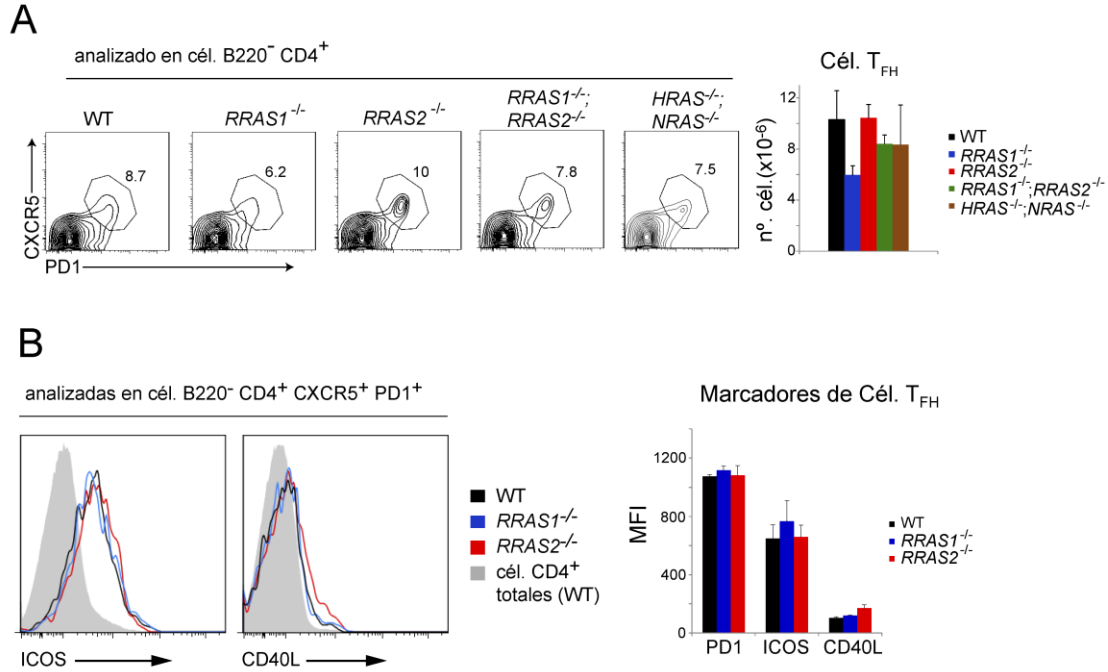 A
analizado en cél. B220⁻ CD4⁺
WT
RRAS1⁻/⁻
RRAS2⁻/⁻
RRAS1⁻/⁻;
RRAS2⁻/⁻
HRAS⁻/⁻;
NRAS⁻/⁻
8.7
6.2
10
7.8
7.5
CXCR5
PD1
Cél. TFH
nº. cél.(x10⁻⁶)
12
8
4
0
WT
RRAS1⁻/⁻
RRAS2⁻/⁻
RRAS1⁻/⁻;RRAS2⁻/⁻
HRAS⁻/⁻;NRAS⁻/⁻
B
analizadas en cél. B220⁻ CD4⁺ CXCR5⁺ PD1⁺
ICOS
CD40L
WT
RRAS1⁻/⁻
RRAS2⁻/⁻
cél. CD4⁺
totales (WT)
Marcadores de Cél. TFH
MFI
1200
800
400
0
PD1 ICOS CD40L
WT
RRAS1⁻/⁻
RRAS2⁻/⁻